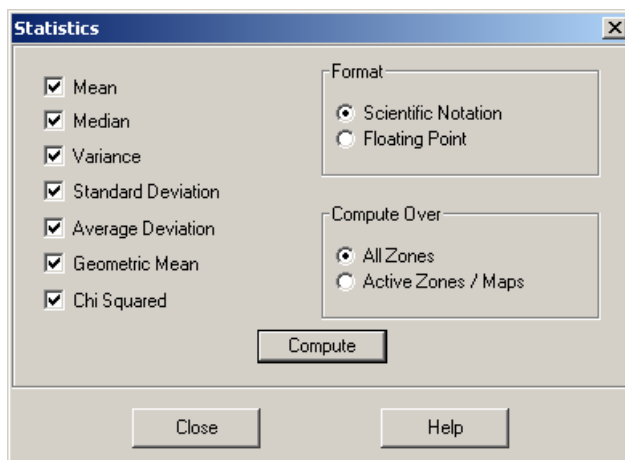 Statistics
Mean
Median
Variance
Standard Deviation
Average Deviation
Geometric Mean
Chi Squared
Format
Scientific Notation
Floating Point
Compute Over
All Zones
Active Zones / Maps
Compute
Close
Help